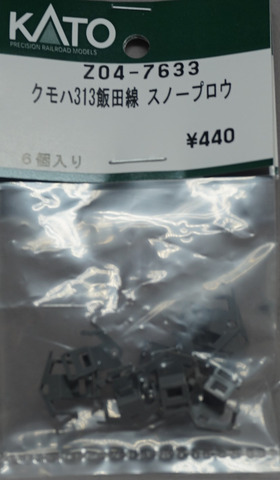 KATO
PRECISION RAILROAD MODELS
Z04-7633
クモハ313飯田線 スノープロウ
¥440
6個入り